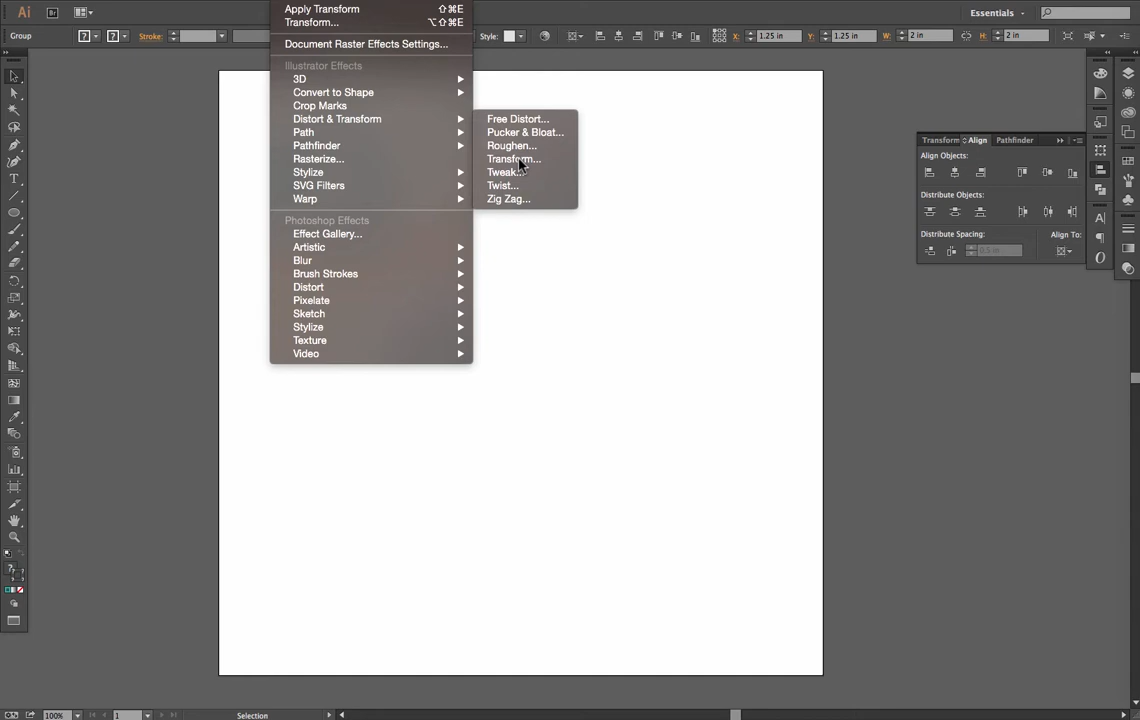 Apply Transform ⇧⌘E
Transform... ⌥⇧⌘E
Ai Br Essentials
Group ? ? Stroke: Style: X: 1.25 in Y: 1.25 in W: 2 in H: 2 in
Document Raster Effects Settings...
Illustrator Effects
3D
Convert to Shape
Crop Marks
Distort & Transform
Path
Pathfinder
Rasterize...
Stylize
SVG Filters
Warp
Free Distort...
Pucker & Bloat...
Roughen...
Transform...
Tweak...
Twist...
Zig Zag...
Photoshop Effects
Effect Gallery...
Artistic
Blur
Brush Strokes
Distort
Pixelate
Sketch
Stylize
Texture
Video
Transform Align Pathfinder
Align Objects:
Distribute Objects:
Distribute Spacing: Align To:
0.5 in
100% 1 Selection